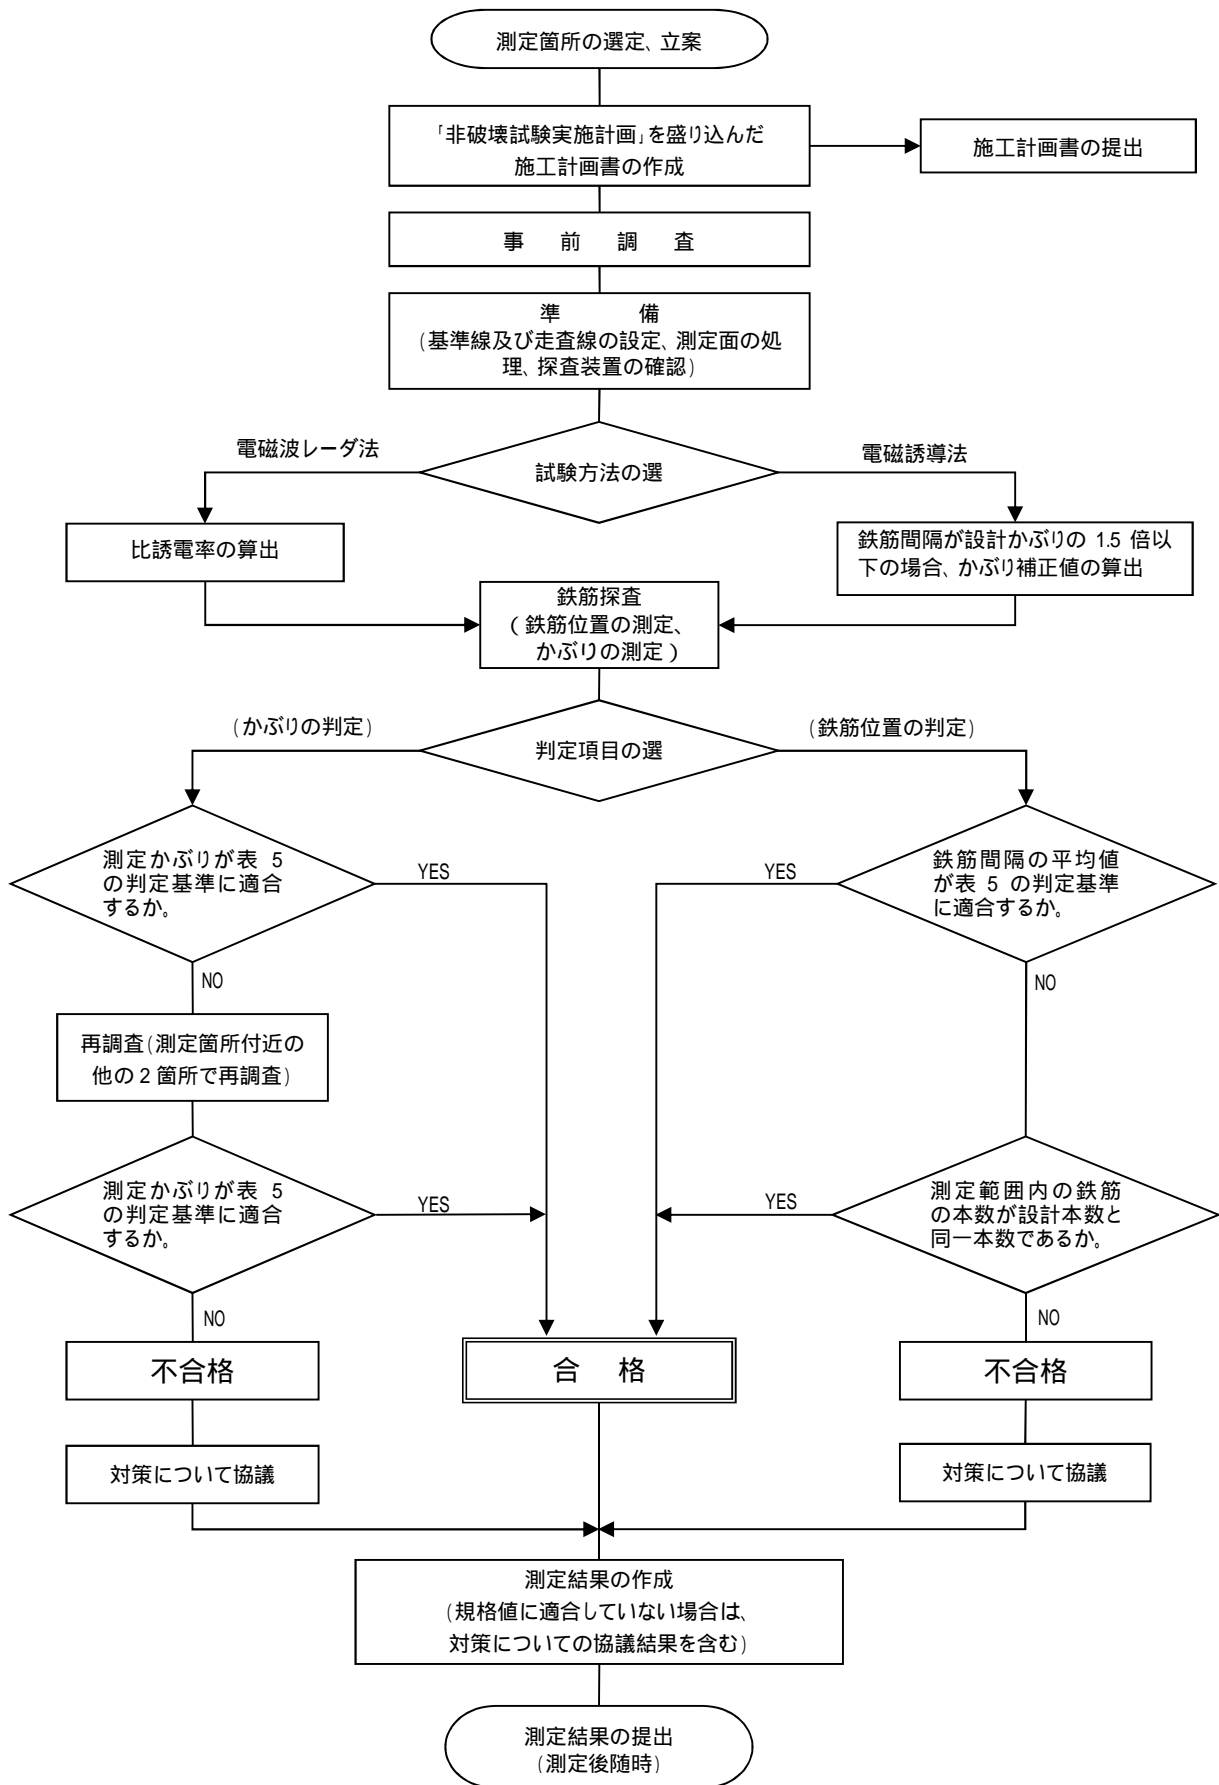 測定箇所の選定、立案
「非破壊試験実施計画」を盛り込んだ
施工計画書の作成
施工計画書の提出
事前調査
準備
(基準線及び走査線の設定、測定面の処
理、探査装置の確認)
電磁波レーダ法
試験方法の選
電磁誘導法
比誘電率の算出
鉄筋間隔が設計かぶりの 1.5 倍以
下の場合、かぶり補正値の算出
鉄筋探査
(鉄筋位置の測定、
かぶりの測定)
(かぶりの判定)
判定項目の選
(鉄筋位置の判定)
測定かぶりが表 5
の判定基準に適合
するか。
YES
YES
鉄筋間隔の平均値
が表 5 の判定基準
に適合するか。
NO
NO
再調査(測定箇所付近の
他の2箇所で再調査)
測定かぶりが表 5
の判定基準に適合
するか。
YES
YES
測定範囲内の鉄筋
の本数が設計本数と
同一本数であるか。
NO
NO
不合格
合格
不合格
対策について協議
対策について協議
測定結果の作成
(規格値に適合していない場合は、
対策についての協議結果を含む)
測定結果の提出
(測定後随時)